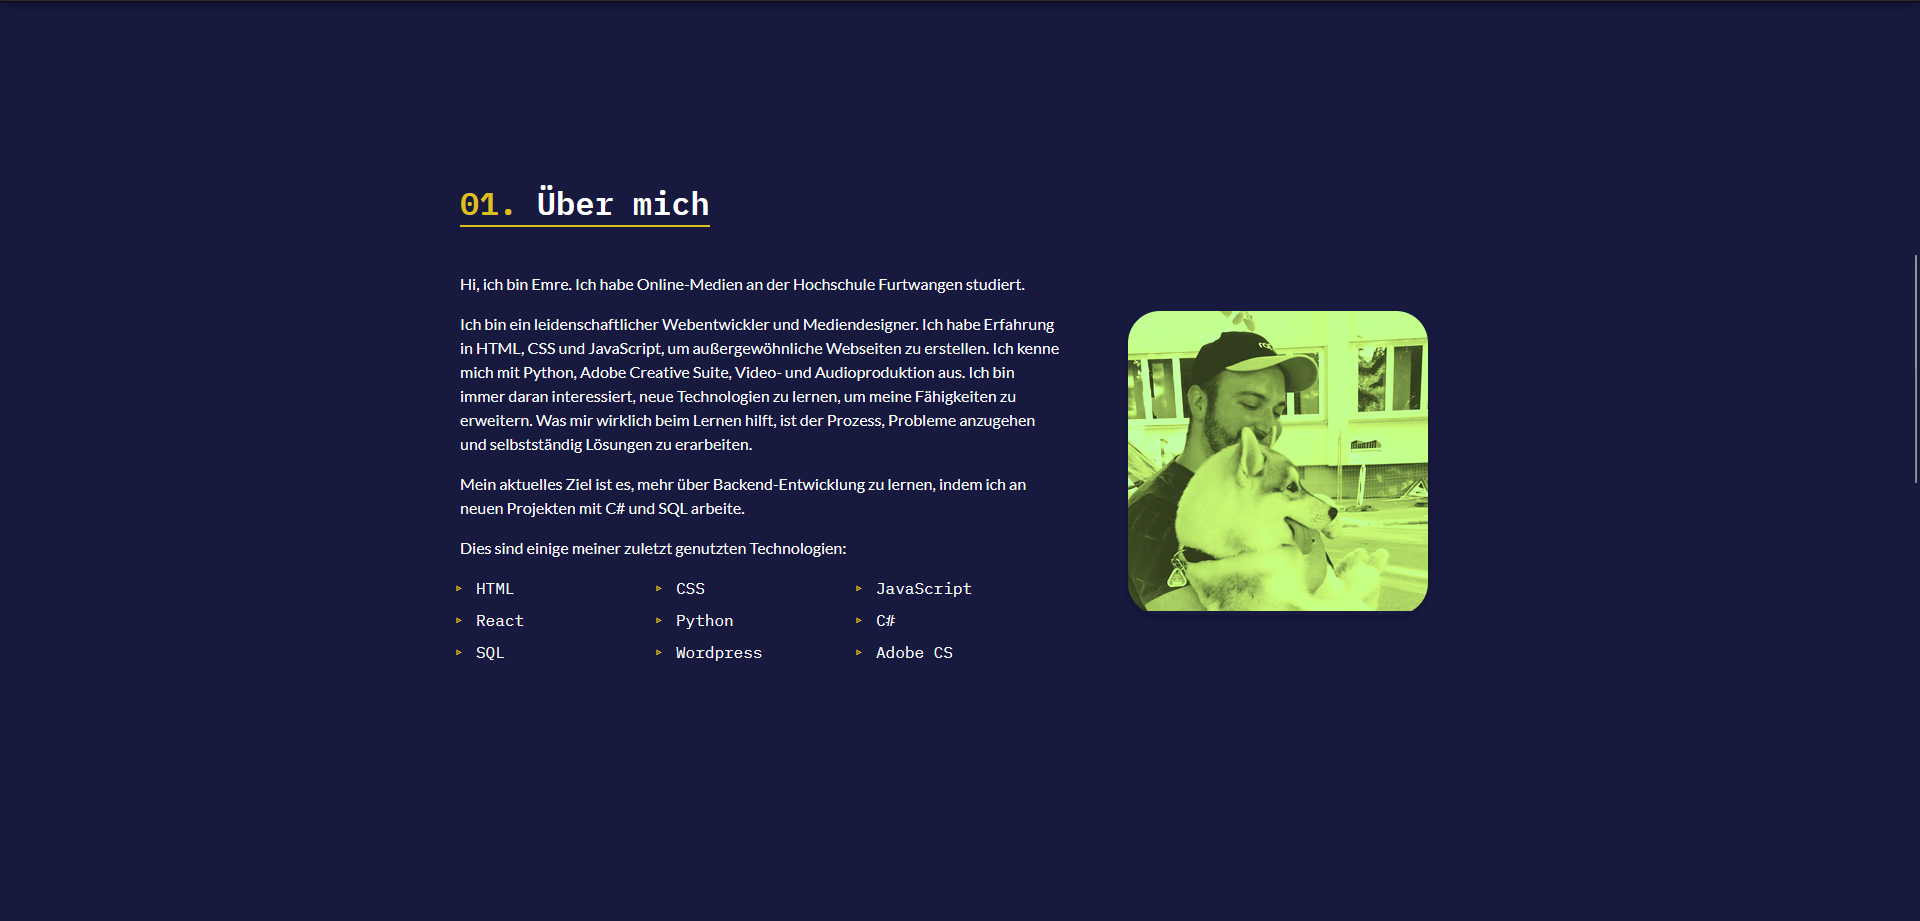 01. Über mich
Hi, ich bin Emre. Ich habe Online-Medien an der Hochschule Furtwangen studiert.
Ich bin ein leidenschaftlicher Webentwickler und Mediendesigner. Ich habe Erfahrung
in HTML, CSS und JavaScript, um außergewöhnliche Webseiten zu erstellen. Ich kenne
mich mit Python, Adobe Creative Suite, Video- und Audioproduktion aus. Ich bin
immer daran interessiert, neue Technologien zu lernen, um meine Fähigkeiten zu
erweitern. Was mir wirklich beim Lernen hilft, ist der Prozess, Probleme anzugehen
und selbstständig Lösungen zu erarbeiten.
Mein aktuelles Ziel ist es, mehr über Backend-Entwicklung zu lernen, indem ich an
neuen Projekten mit C# und SQL arbeite.
Dies sind einige meiner zuletzt genutzten Technologien:
▹ HTML ▹ CSS ▹ JavaScript
▹ React ▹ Python ▹ C#
▹ SQL ▹ Wordpress ▹ Adobe CS